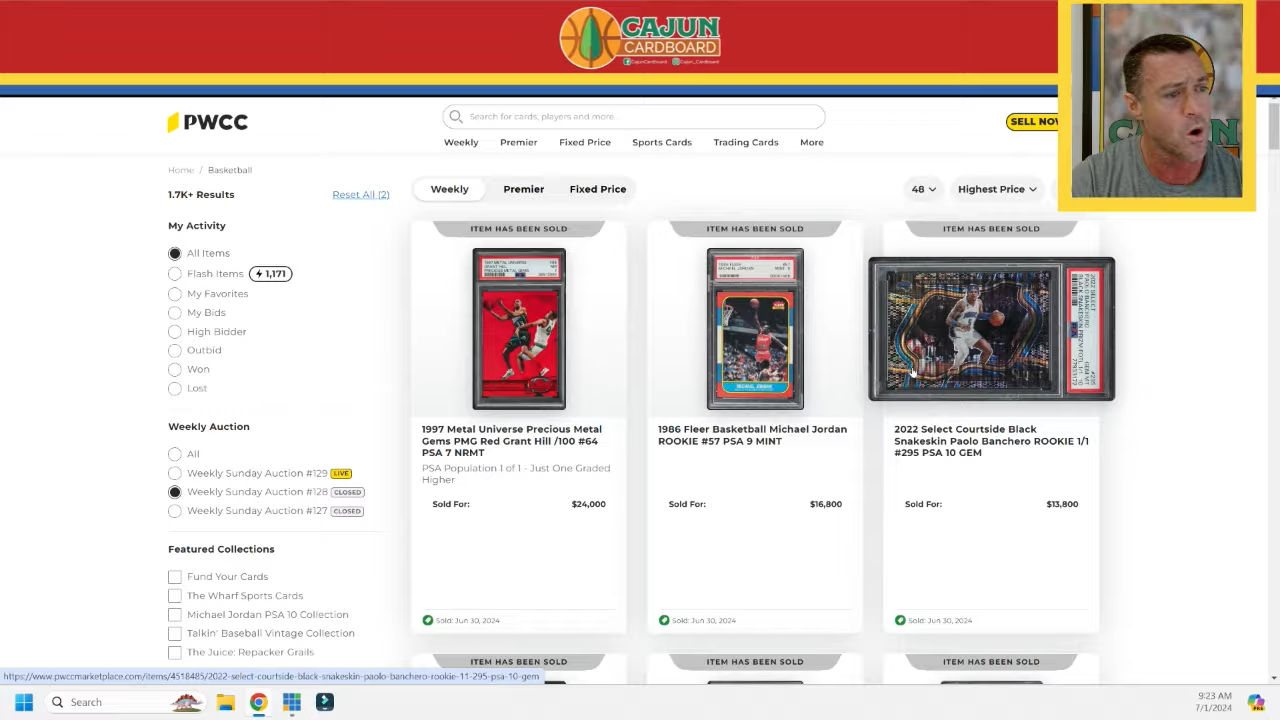 CAJUN
CARDBOARD
/CajunCardboard /Cajun_Cardboard
PWCC
Search for cards, players and more...
SELL NOW
Weekly Premier Fixed Price Sports Cards Trading Cards More
Home / Basketball
1.7K+ Results Reset All (2)
Weekly Premier Fixed Price 48 Highest Price
My Activity
All Items
Flash Items 1,171
My Favorites
My Bids
High Bidder
Outbid
Won
Lost
Weekly Auction
All
Weekly Sunday Auction #129 LIVE
Weekly Sunday Auction #128 CLOSED
Weekly Sunday Auction #127 CLOSED
Featured Collections
Fund Your Cards
The Wharf Sports Cards
Michael Jordan PSA 10 Collection
Talkin' Baseball Vintage Collection
The Juice: Repacker Grails
ITEM HAS BEEN SOLD
1997 Metal Universe Precious Metal
Gems PMG Red Grant Hill /100 #64
PSA 7 NRMT
PSA Population 1 of 1 - Just One Graded
Higher
Sold For: $24,000
Sold: Jun 30, 2024
ITEM HAS BEEN SOLD
MICHAEL JORDAN
1986 Fleer Basketball Michael Jordan
ROOKIE #57 PSA 9 MINT
Sold For: $16,800
Sold: Jun 30, 2024
ITEM HAS BEEN SOLD
2022 SELECT
PAOLO BANCHERO
2022 Select Courtside Black
Snakeskin Paolo Banchero ROOKIE 1/1
#295 PSA 10 GEM
Sold For: $13,800
Sold: Jun 30, 2024
ITEM HAS BEEN SOLD
ITEM HAS BEEN SOLD
ITEM HAS BEEN SOLD
https://www.pwccmarketplace.com/items/4518485/2022-select-courtside-black-snakeskin-paolo-banchero-rookie-11-295-psa-10-gem
Search
9:23 AM
7/1/2024